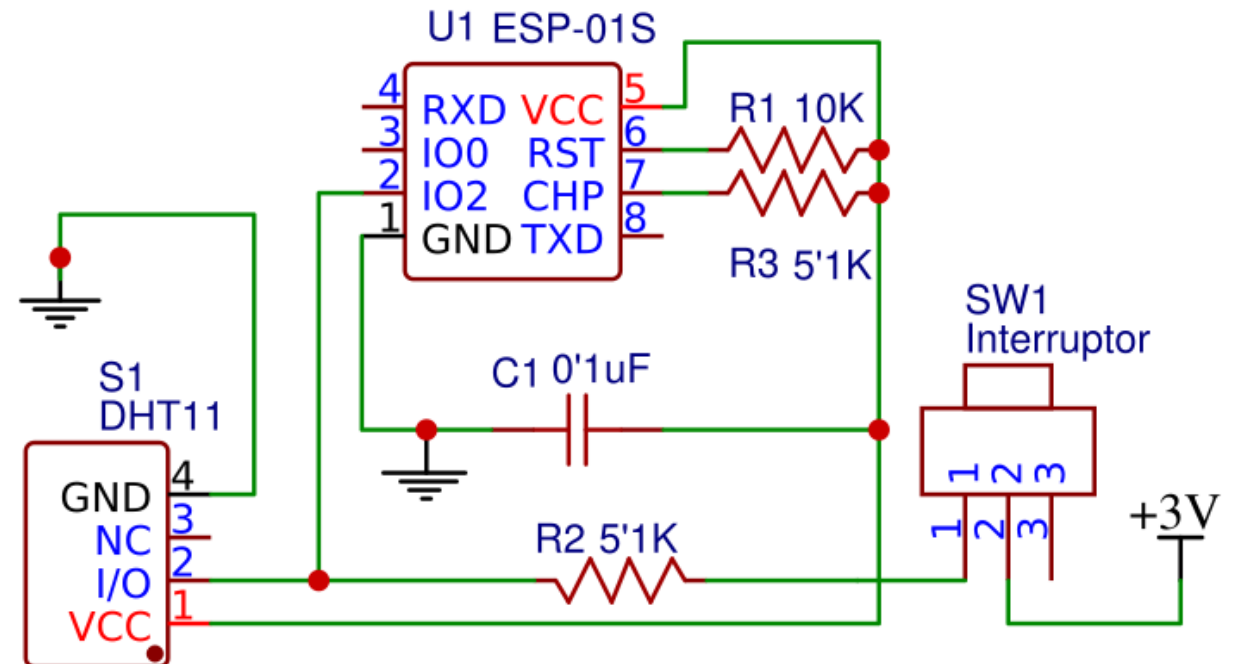 U1 ESP-01S
4 RXD VCC 5
3 IO0 RST 6
2 IO2 CHP 7
1 GND TXD 8
R1 10K
R3 5'1K
SW1
Interruptor
1 2 3
1 2 3
+3V
C1 0'1uF
S1
DHT11
GND 4
NC 3
I/O 2
VCC 1
R2 5'1K